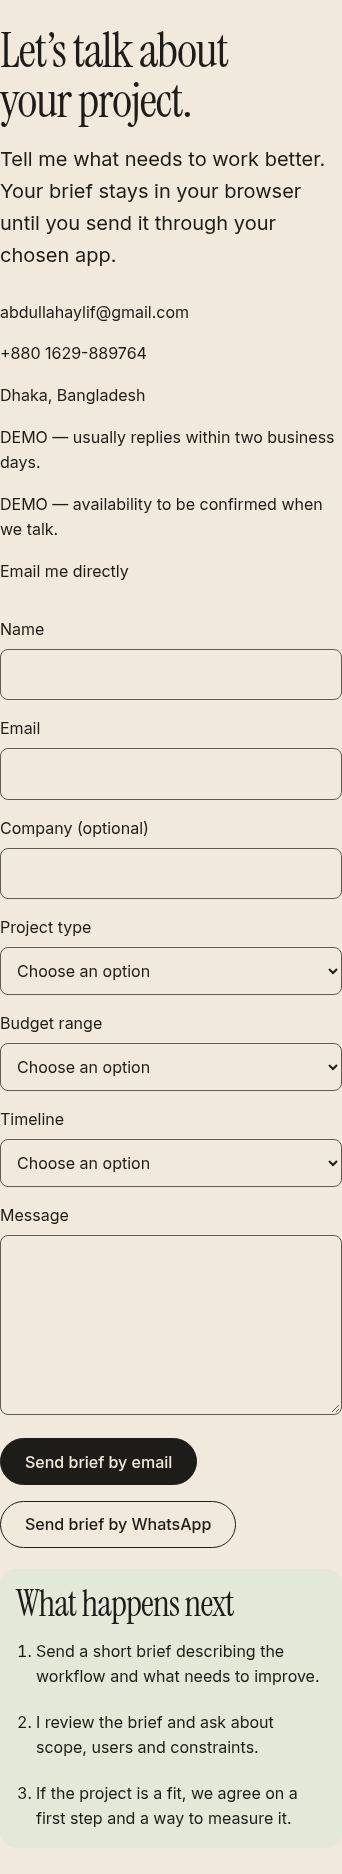 Let’s talk about
your project.
Tell me what needs to work better.
Your brief stays in your browser
until you send it through your
chosen app.
abdullahaylif@gmail.com
+880 1629-889764
Dhaka, Bangladesh
DEMO — usually replies within two business
days.
DEMO — availability to be confirmed when
we talk.
Email me directly
Name
Email
Company (optional)
Project type
Choose an option
Budget range
Choose an option
Timeline
Choose an option
Message
Send brief by email
Send brief by WhatsApp
What happens next
1. Send a short brief describing the
workflow and what needs to improve.
2. I review the brief and ask about
scope, users and constraints.
3. If the project is a fit, we agree on a
first step and a way to measure it.